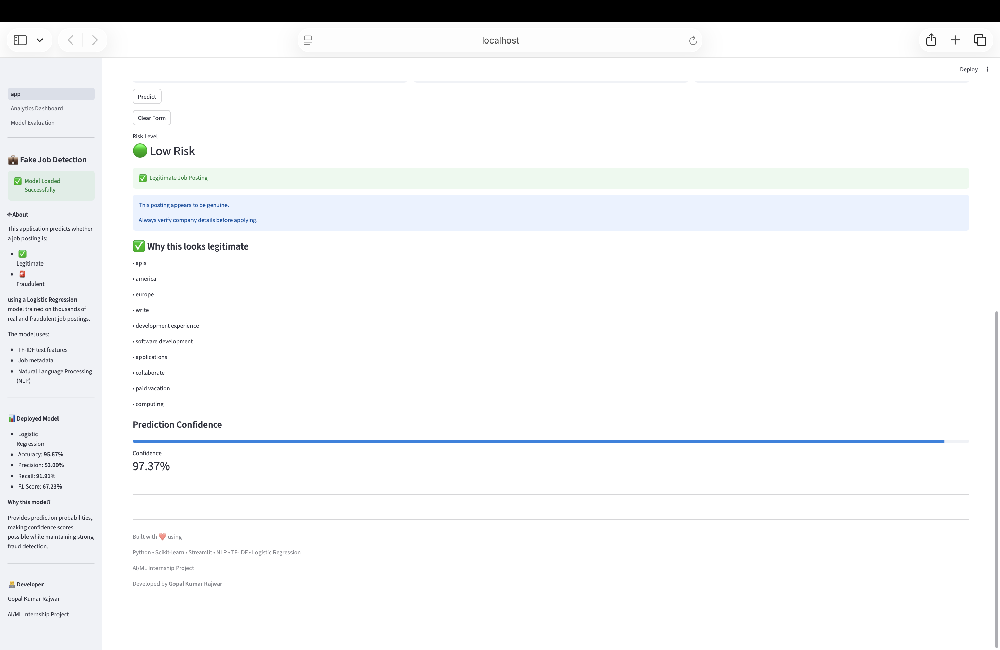 localhost
Deploy
app
Analytics Dashboard
Model Evaluation
💼 Fake Job Detection
✅ Model Loaded
Successfully
About
This application predicts whether
a job posting is:
• ✅
Legitimate
• 🚨
Fraudulent
using a Logistic Regression
model trained on thousands of
real and fraudulent job postings.
The model uses:
• TF-IDF text features
• Job metadata
• Natural Language Processing
(NLP)
📊 Deployed Model
• Logistic
Regression
• Accuracy: 95.67%
• Precision: 53.00%
• Recall: 91.91%
• F1 Score: 67.23%
Why this model?
Provides prediction probabilities,
making confidence scores
possible while maintaining strong
fraud detection.
👨‍💻 Developer
Gopal Kumar Rajwar
AI/ML Internship Project
Predict
Clear Form
Risk Level
🟢 Low Risk
✅ Legitimate Job Posting
This posting appears to be genuine.
Always verify company details before applying.
✅ Why this looks legitimate
• apis
• america
• europe
• write
• development experience
• software development
• applications
• collaborate
• paid vacation
• computing
Prediction Confidence
Confidence
97.37%
Built with ❤️ using
Python • Scikit-learn • Streamlit • NLP • TF-IDF • Logistic Regression
AI/ML Internship Project
Developed by Gopal Kumar Rajwar